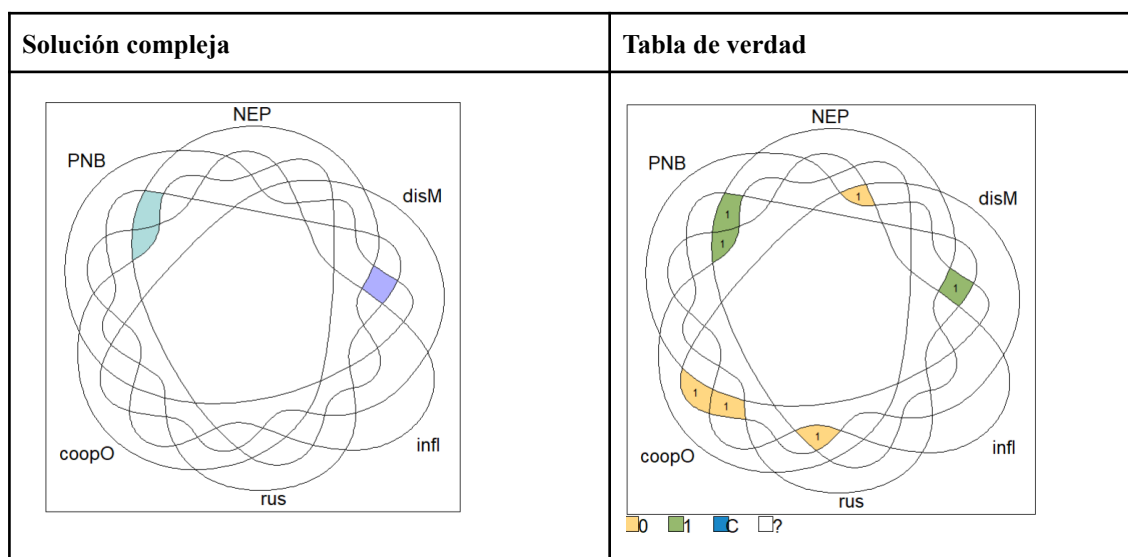 Solución compleja
Tabla de verdad
NEP
PNB
disM
coopO
infl
rus
NEP
PNB
disM
1
1
1
1
1
1
1
coopO
infl
rus
0 1 C ?